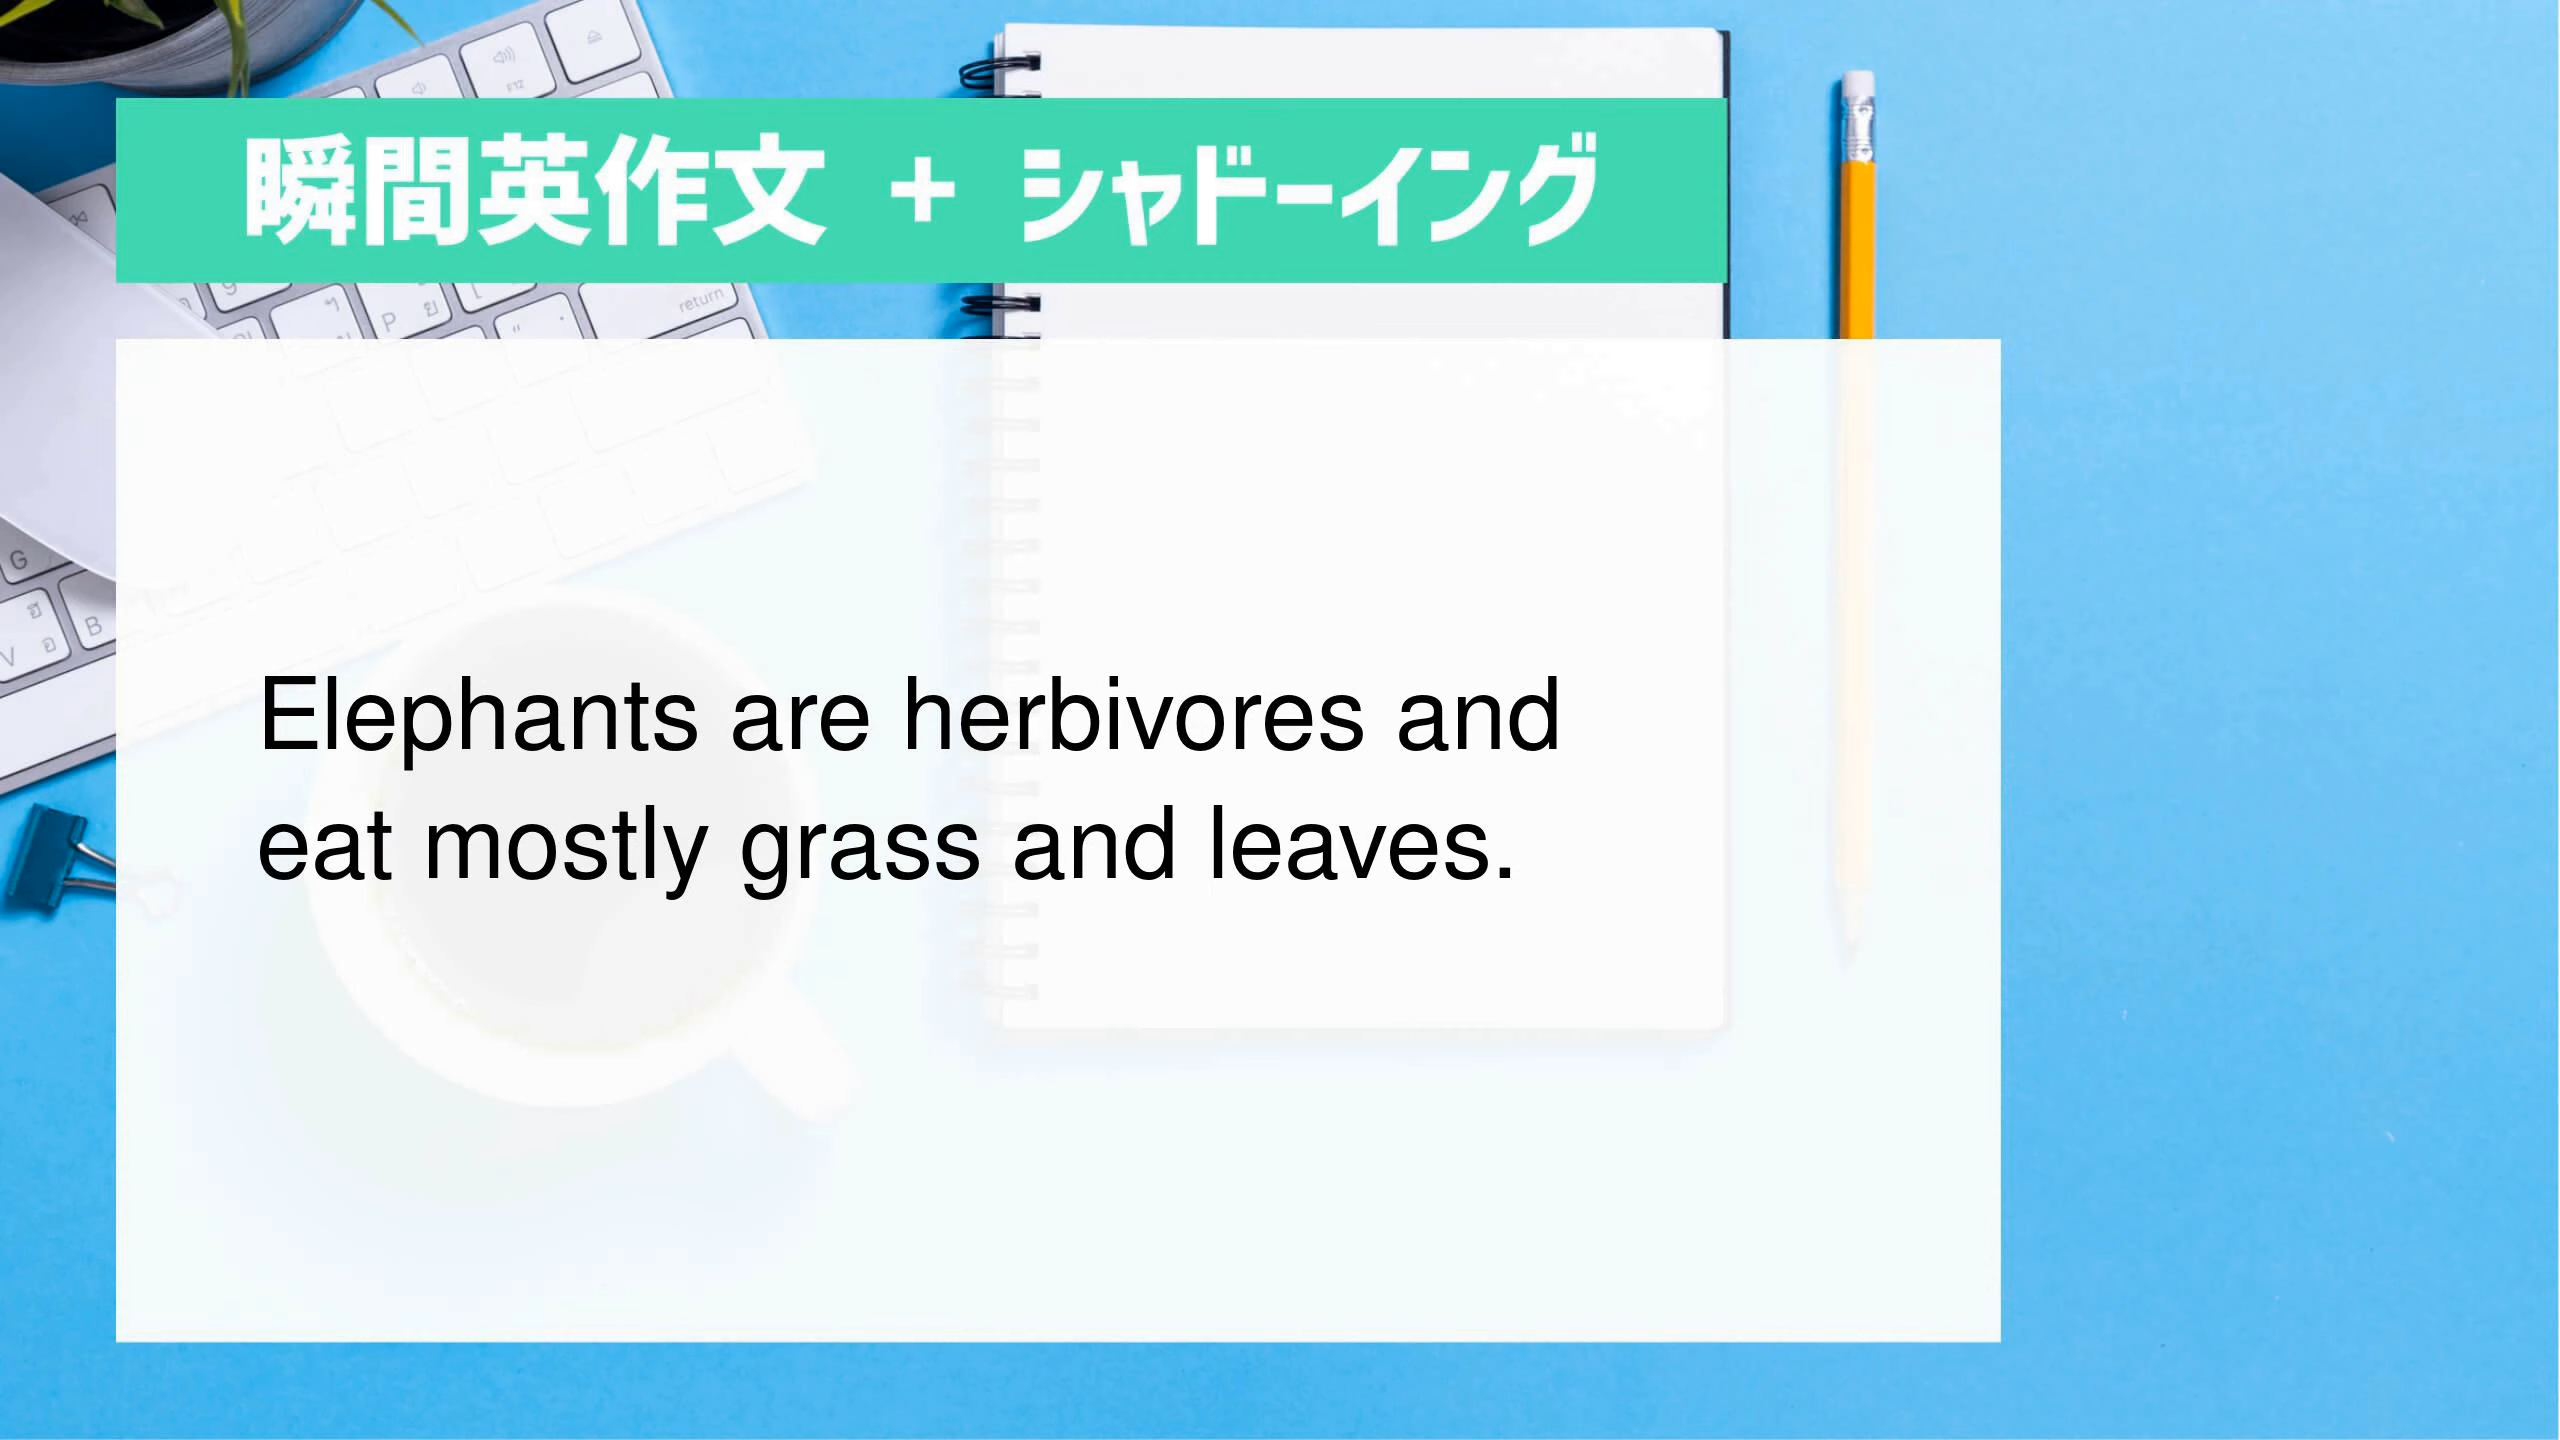 瞬間英作文 + シャドーイング
return
Elephants are herbivores and
eat mostly grass and leaves.